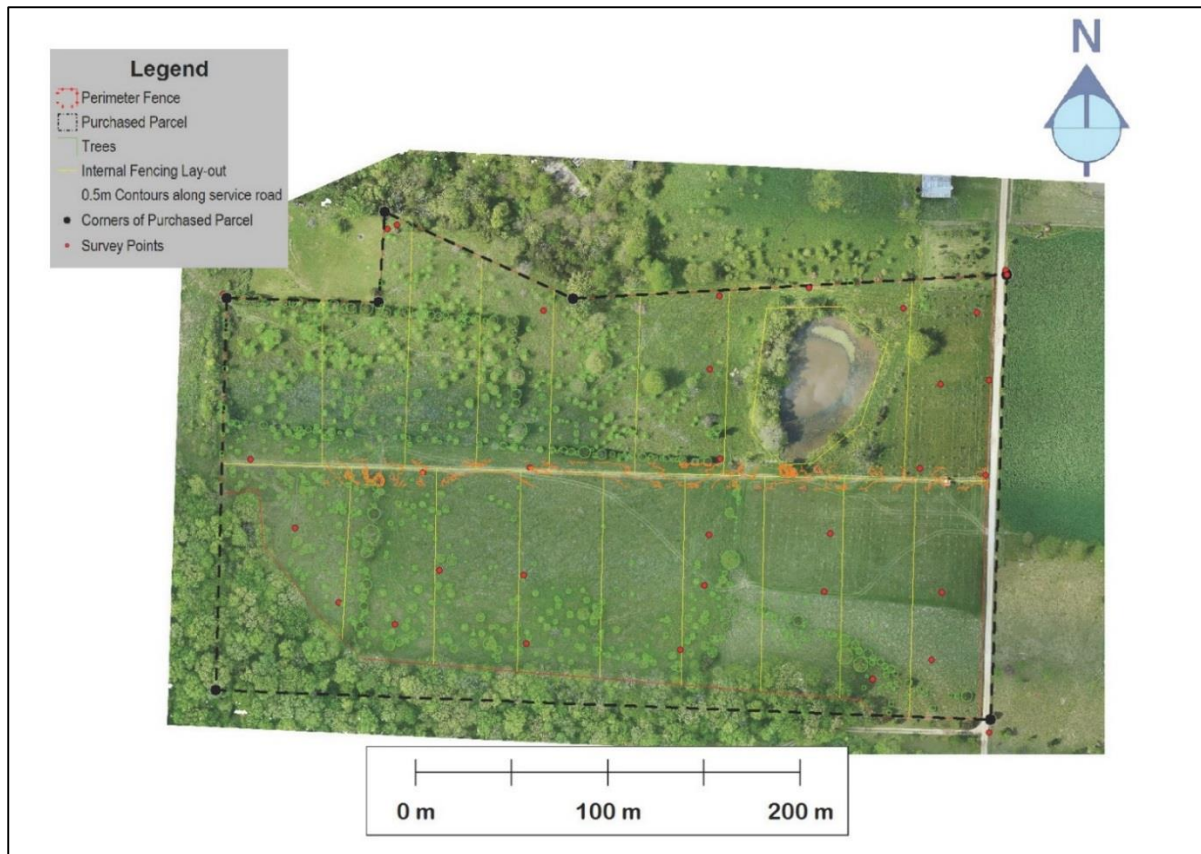 N
Legend
Perimeter Fence
Purchased Parcel
Trees
Internal Fencing Lay-out
0.5m Contours along service road
Corners of Purchased Parcel
Survey Points
0 m 100 m 200 m